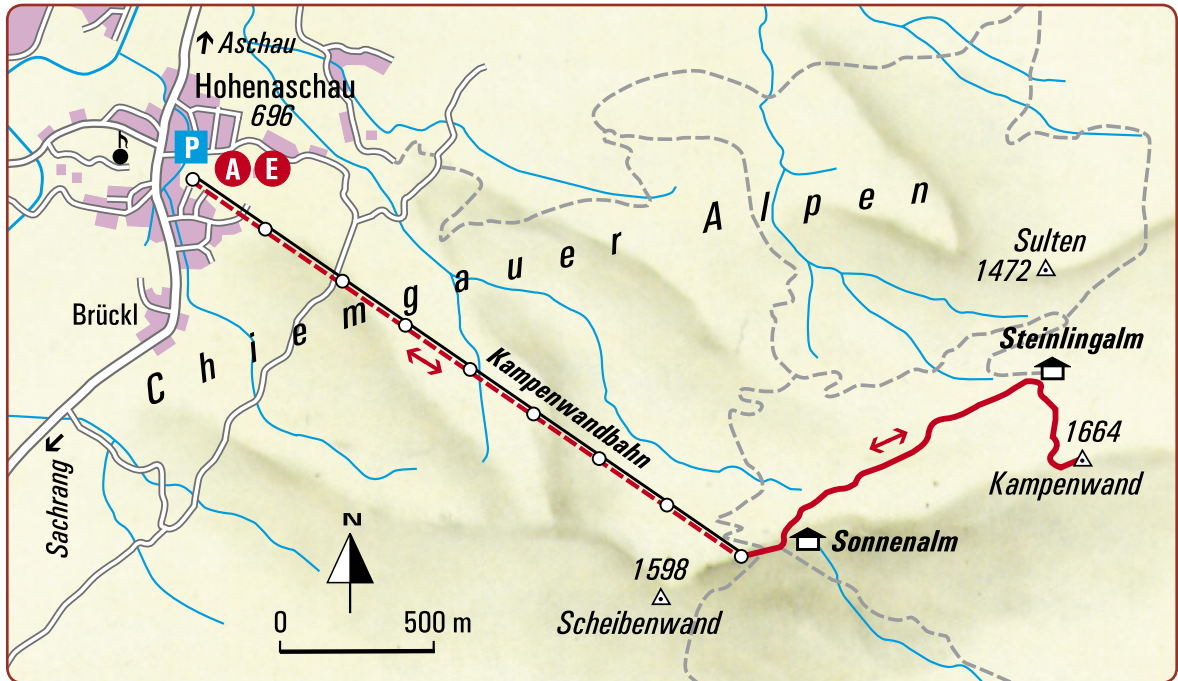 ↑ Aschau
Hohenaschau
696
P
A E
Chiemgauer Alpen
Sulten
1472
Brückl
Steinlingalm
Kampenwandbahn
1664
Kampenwand
Sachrang
N
Sonnenalm
1598
Scheibenwand
0 500 m